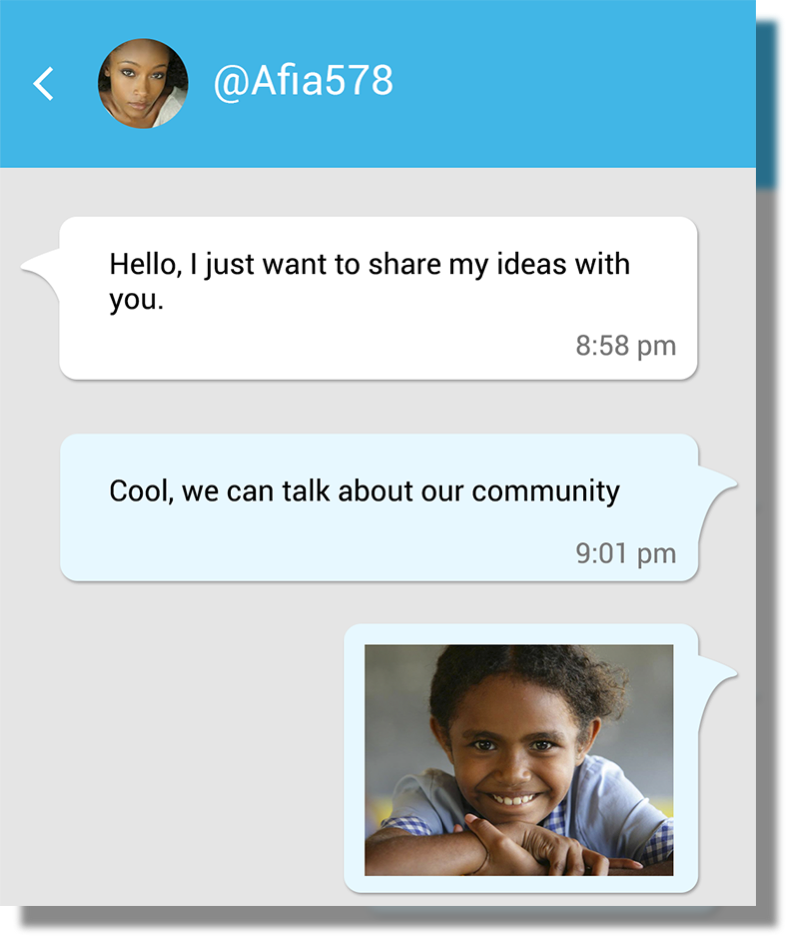 @Afia578
Hello, I just want to share my ideas with
you.
8:58 pm
Cool, we can talk about our community
9:01 pm